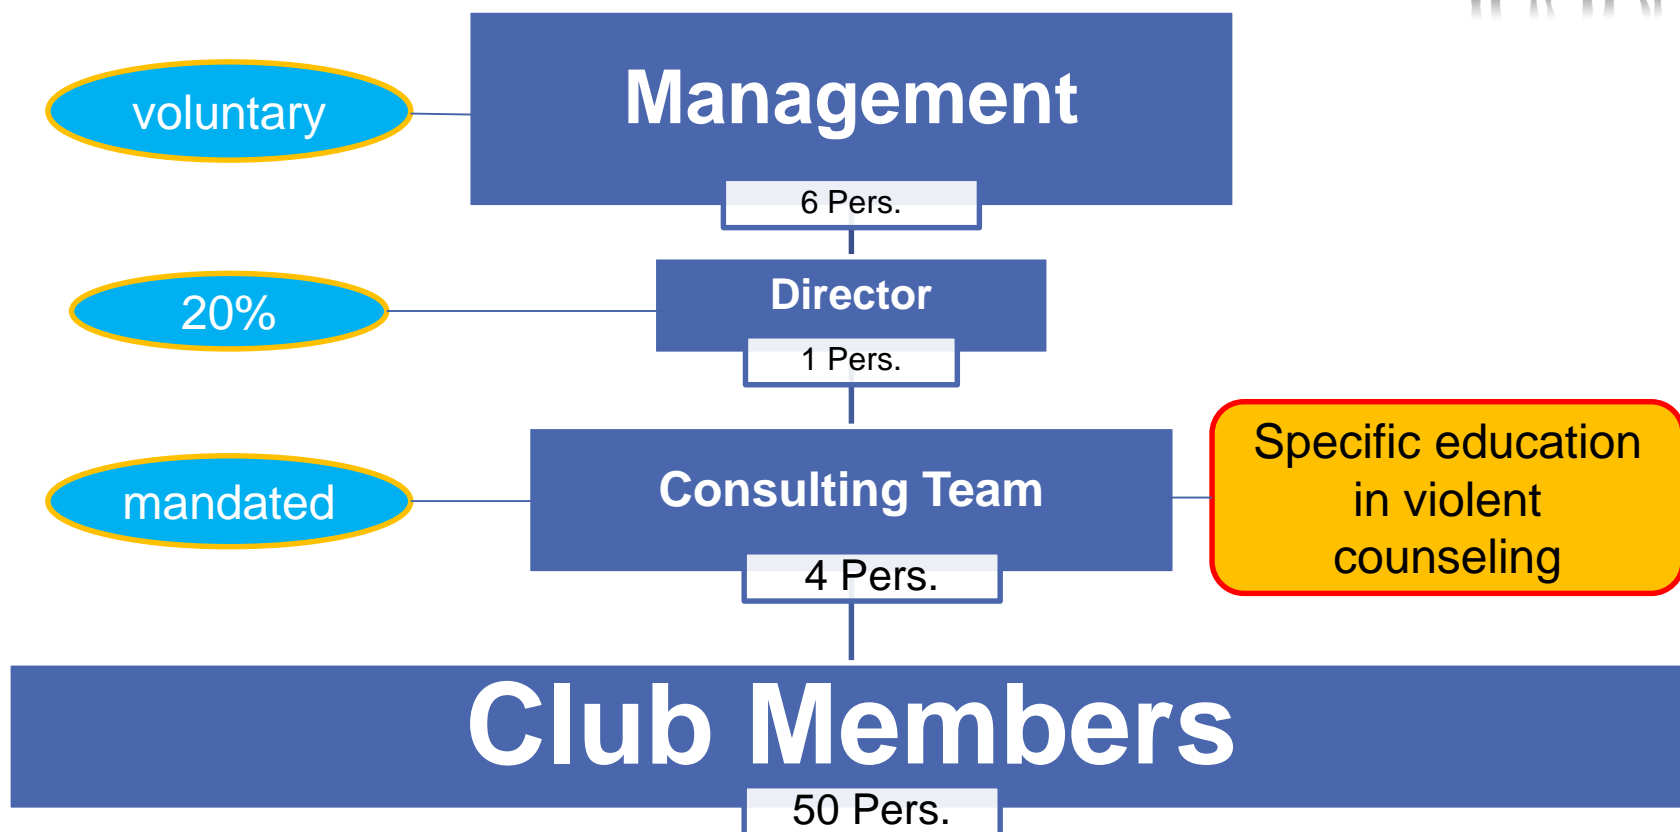 voluntary
Management
6 Pers.
20%
Director
1 Pers.
mandated
Consulting Team
4 Pers.
Specific education
in violent
counseling
Club Members
50 Pers.